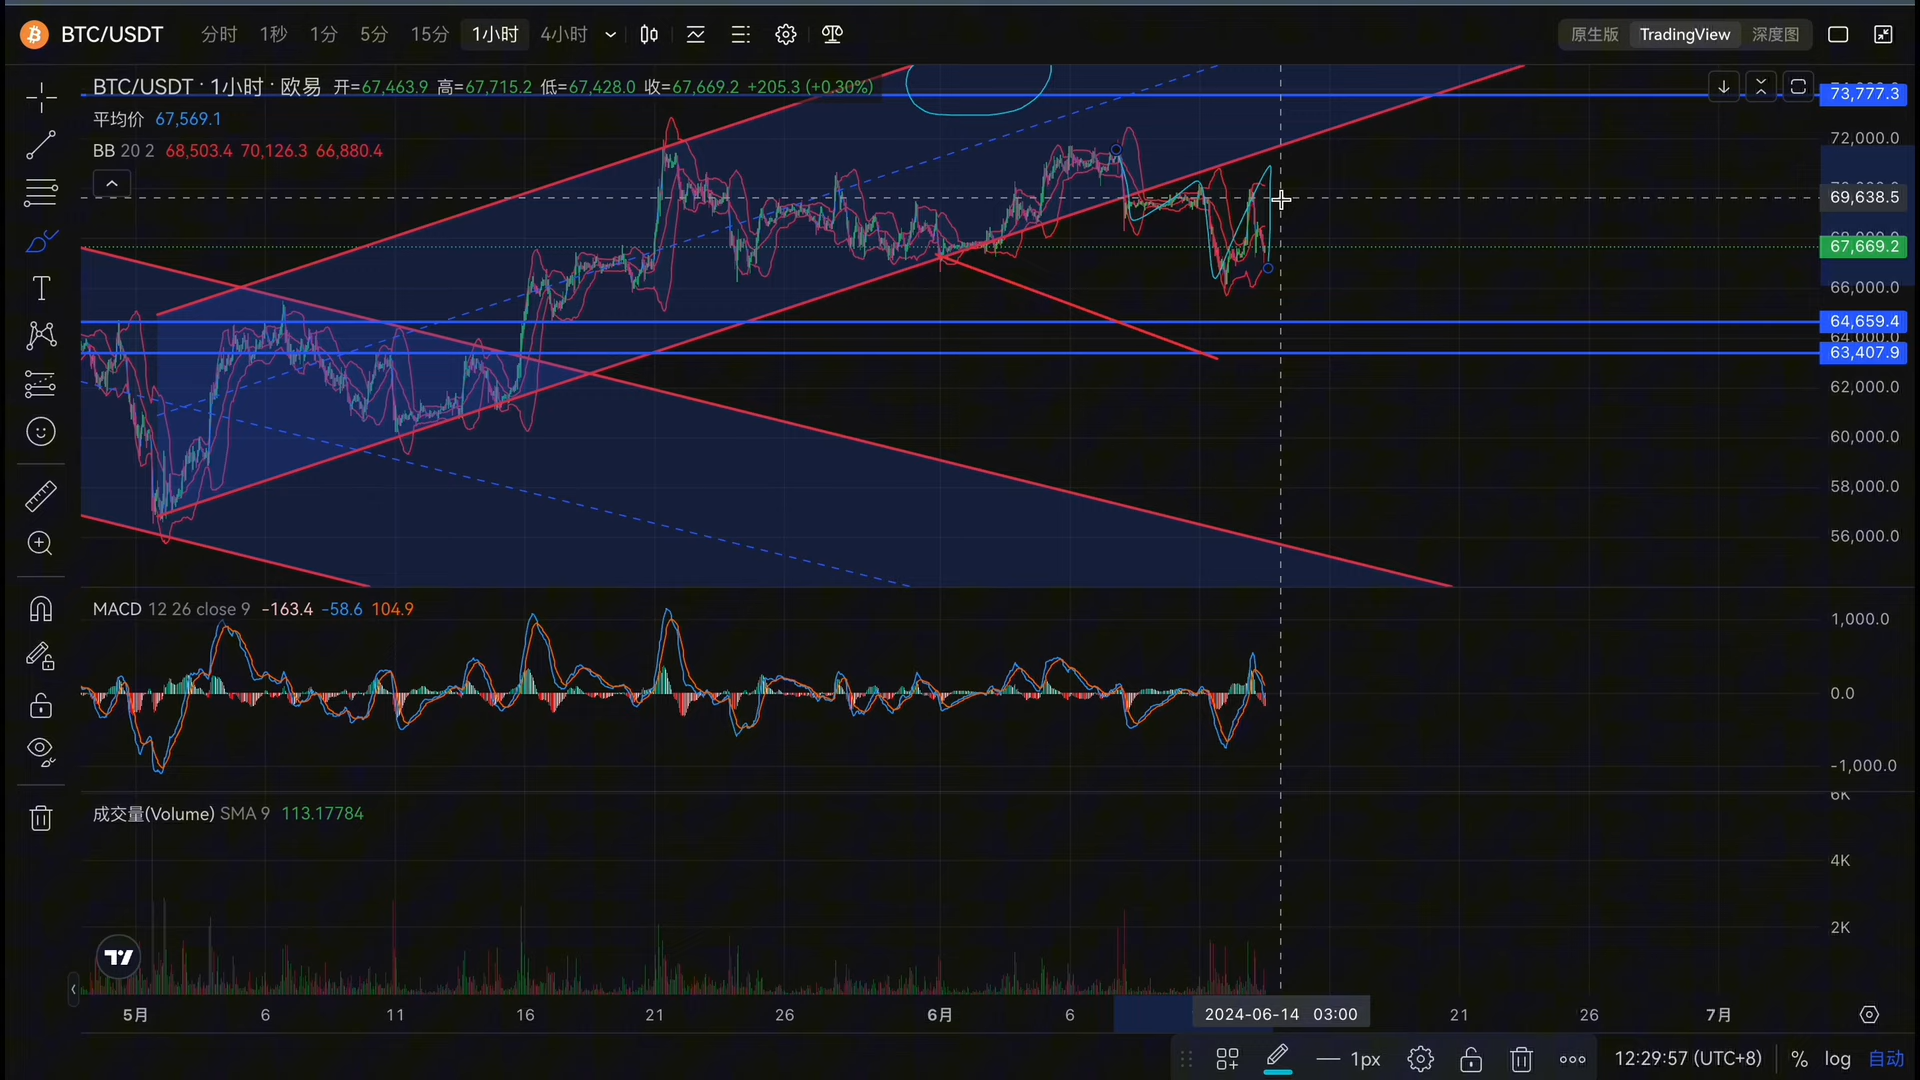 BTC/USDT 分时 1秒 1分 5分 15分 1小时 4小时 原生版 TradingView 深度图
BTC/USDT · 1小时 · 欧易 开=67,463.9 高=67,715.2 低=67,428.0 收=67,669.2 +205.3 (+0.30%)
平均价 67,569.1
BB 20 2 68,503.4 70,126.3 66,880.4
73,777.3
72,000.0
69,638.5
67,669.2
66,000.0
64,659.4
64,000.0
63,407.9
62,000.0
60,000.0
58,000.0
56,000.0
MACD 12 26 close 9 -163.4 -58.6 104.9
1,000.0
0.0
-1,000.0
成交量(Volume) SMA 9 113.17784
6K
4K
2K
5月 6 11 16 21 26 6月 6 2024-06-14 03:00 21 26 7月
1px 12:29:57 (UTC+8) % log 自动